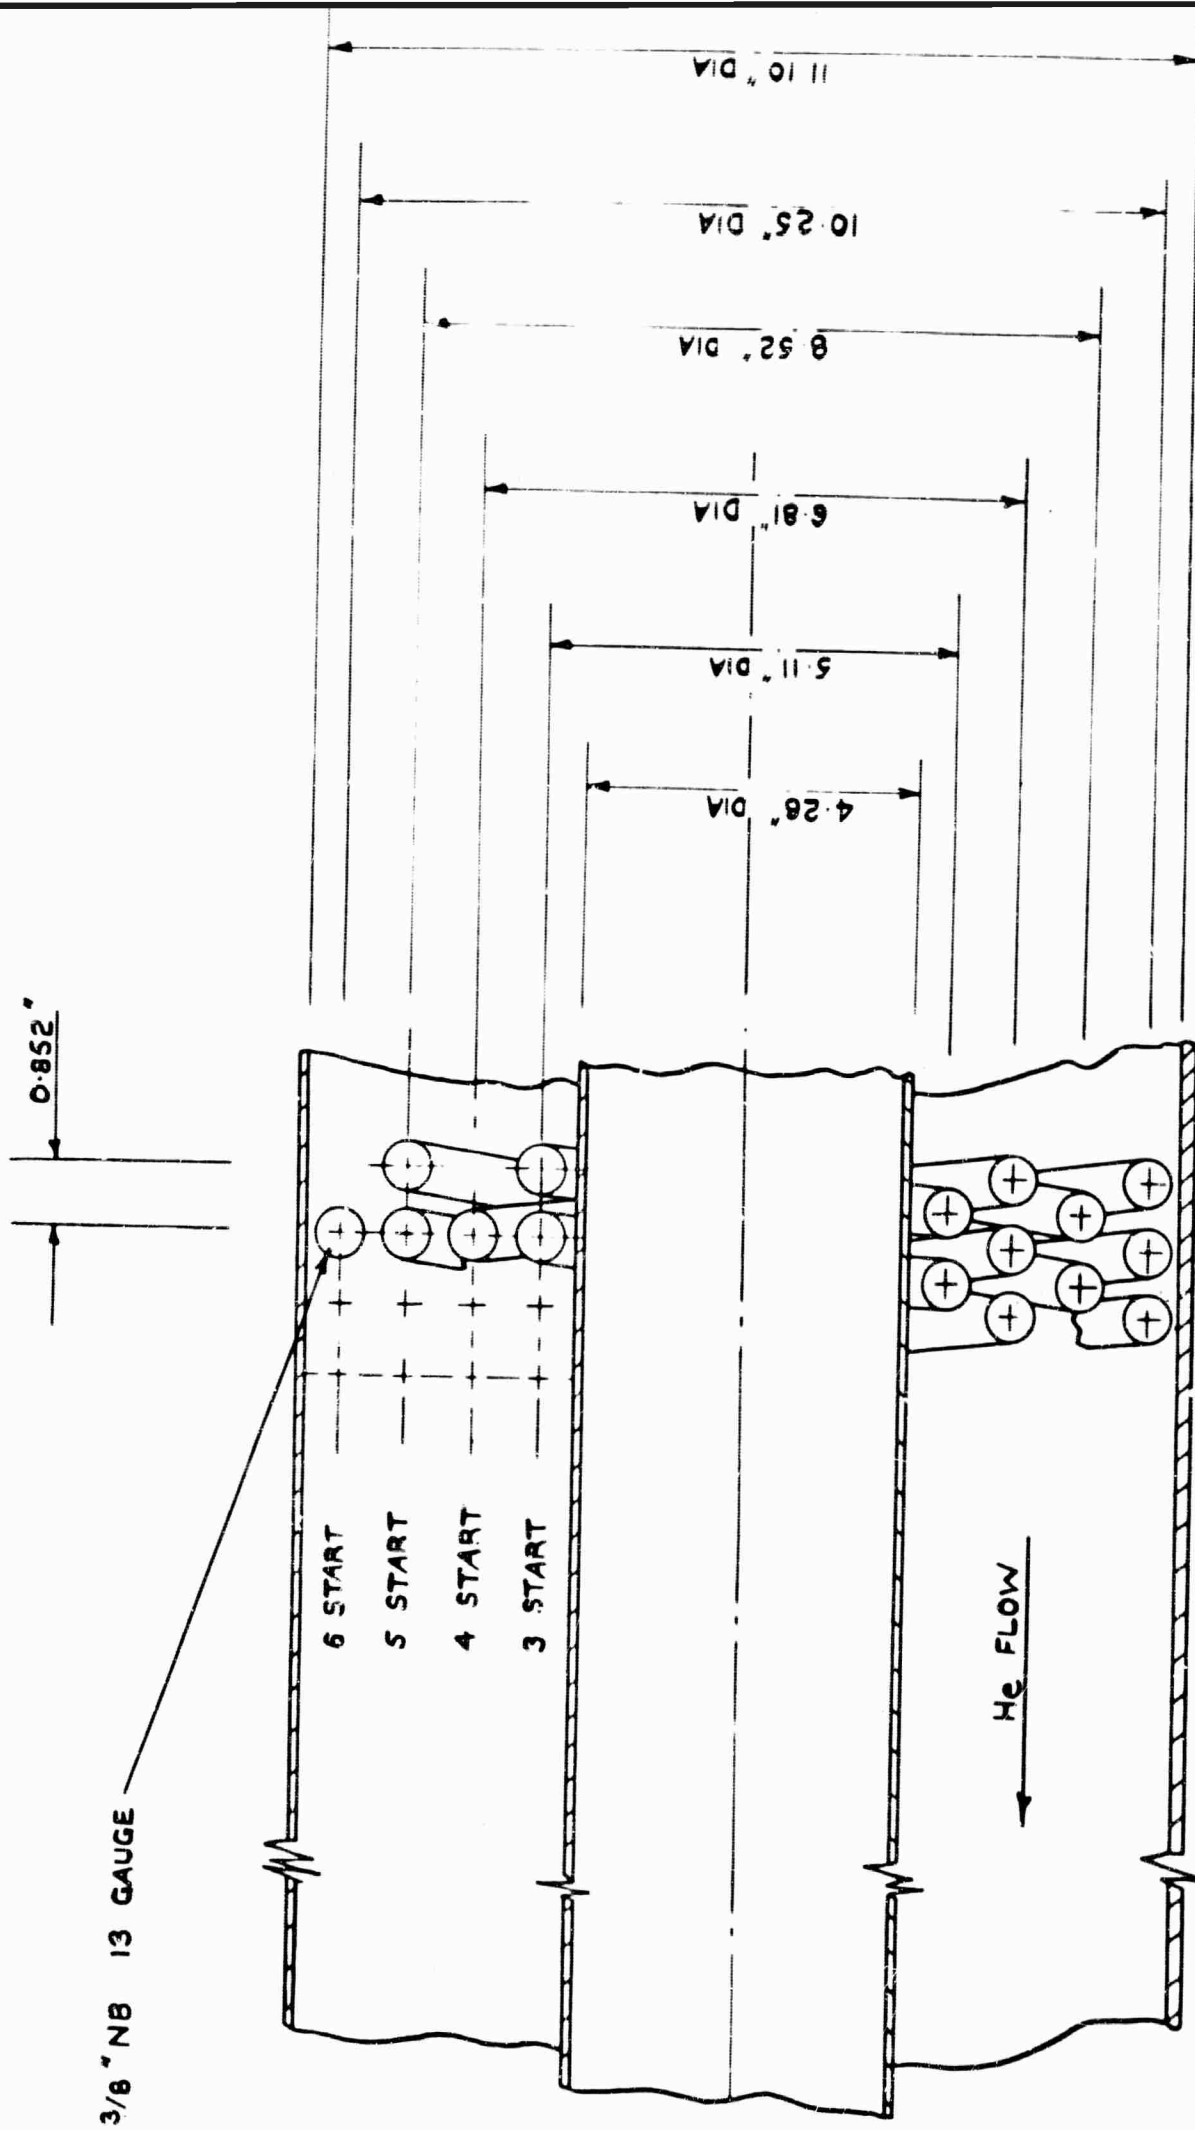 11.10" DIA
10.25" DIA
8.52" DIA
6.81" DIA
5.11" DIA
4.28" DIA
0.852"
6 START
5 START
4 START
3 START
He FLOW
3/8" NB 13 GAUGE